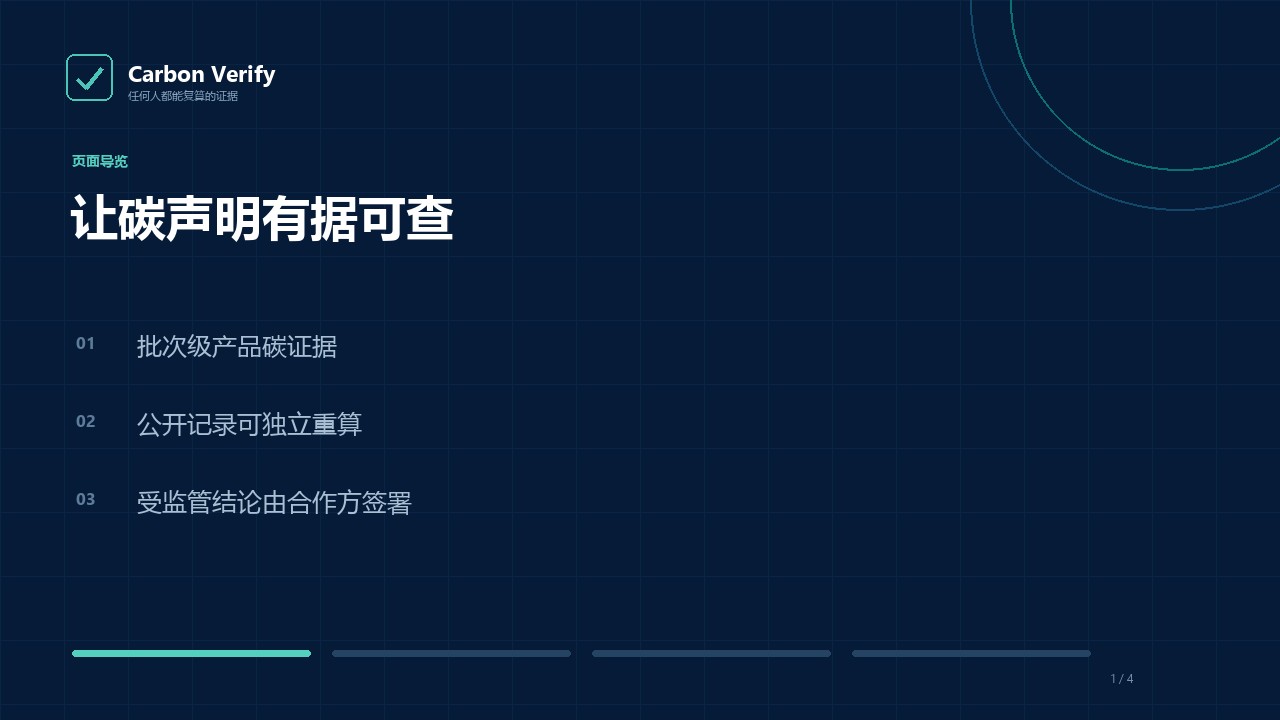 Carbon Verify
任何人都能复算的证据
页面导览
让碳声明有据可查
01 批次级产品碳证据
02 公开记录可独立重算
03 受监管结论由合作方签署
1 / 4